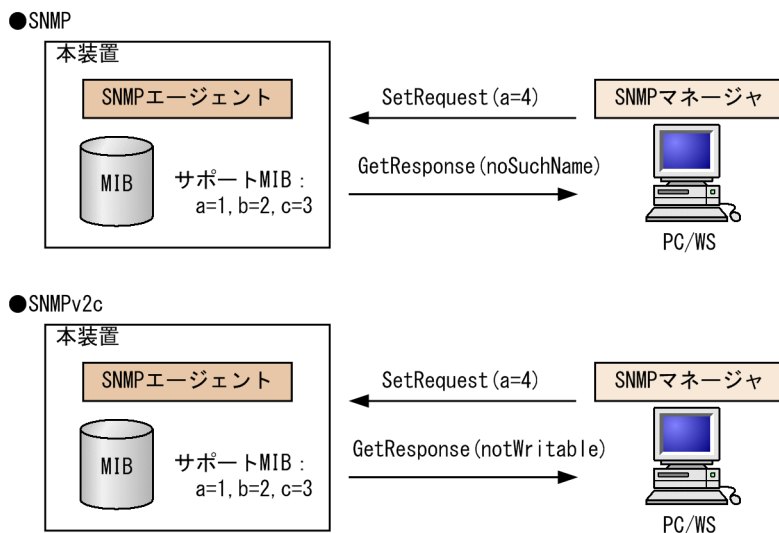 ●SNMP
本装置
SNMPエージェント
SetRequest(a=4)
SNMPマネージャ
MIB
サポートMIB:
a=1,b=2,c=3
GetResponse(noSuchName)
PC/WS
●SNMPv2c
本装置
SNMPエージェント
SetRequest(a=4)
SNMPマネージャ
MIB
サポートMIB:
a=1,b=2,c=3
GetResponse(notWritable)
PC/WS